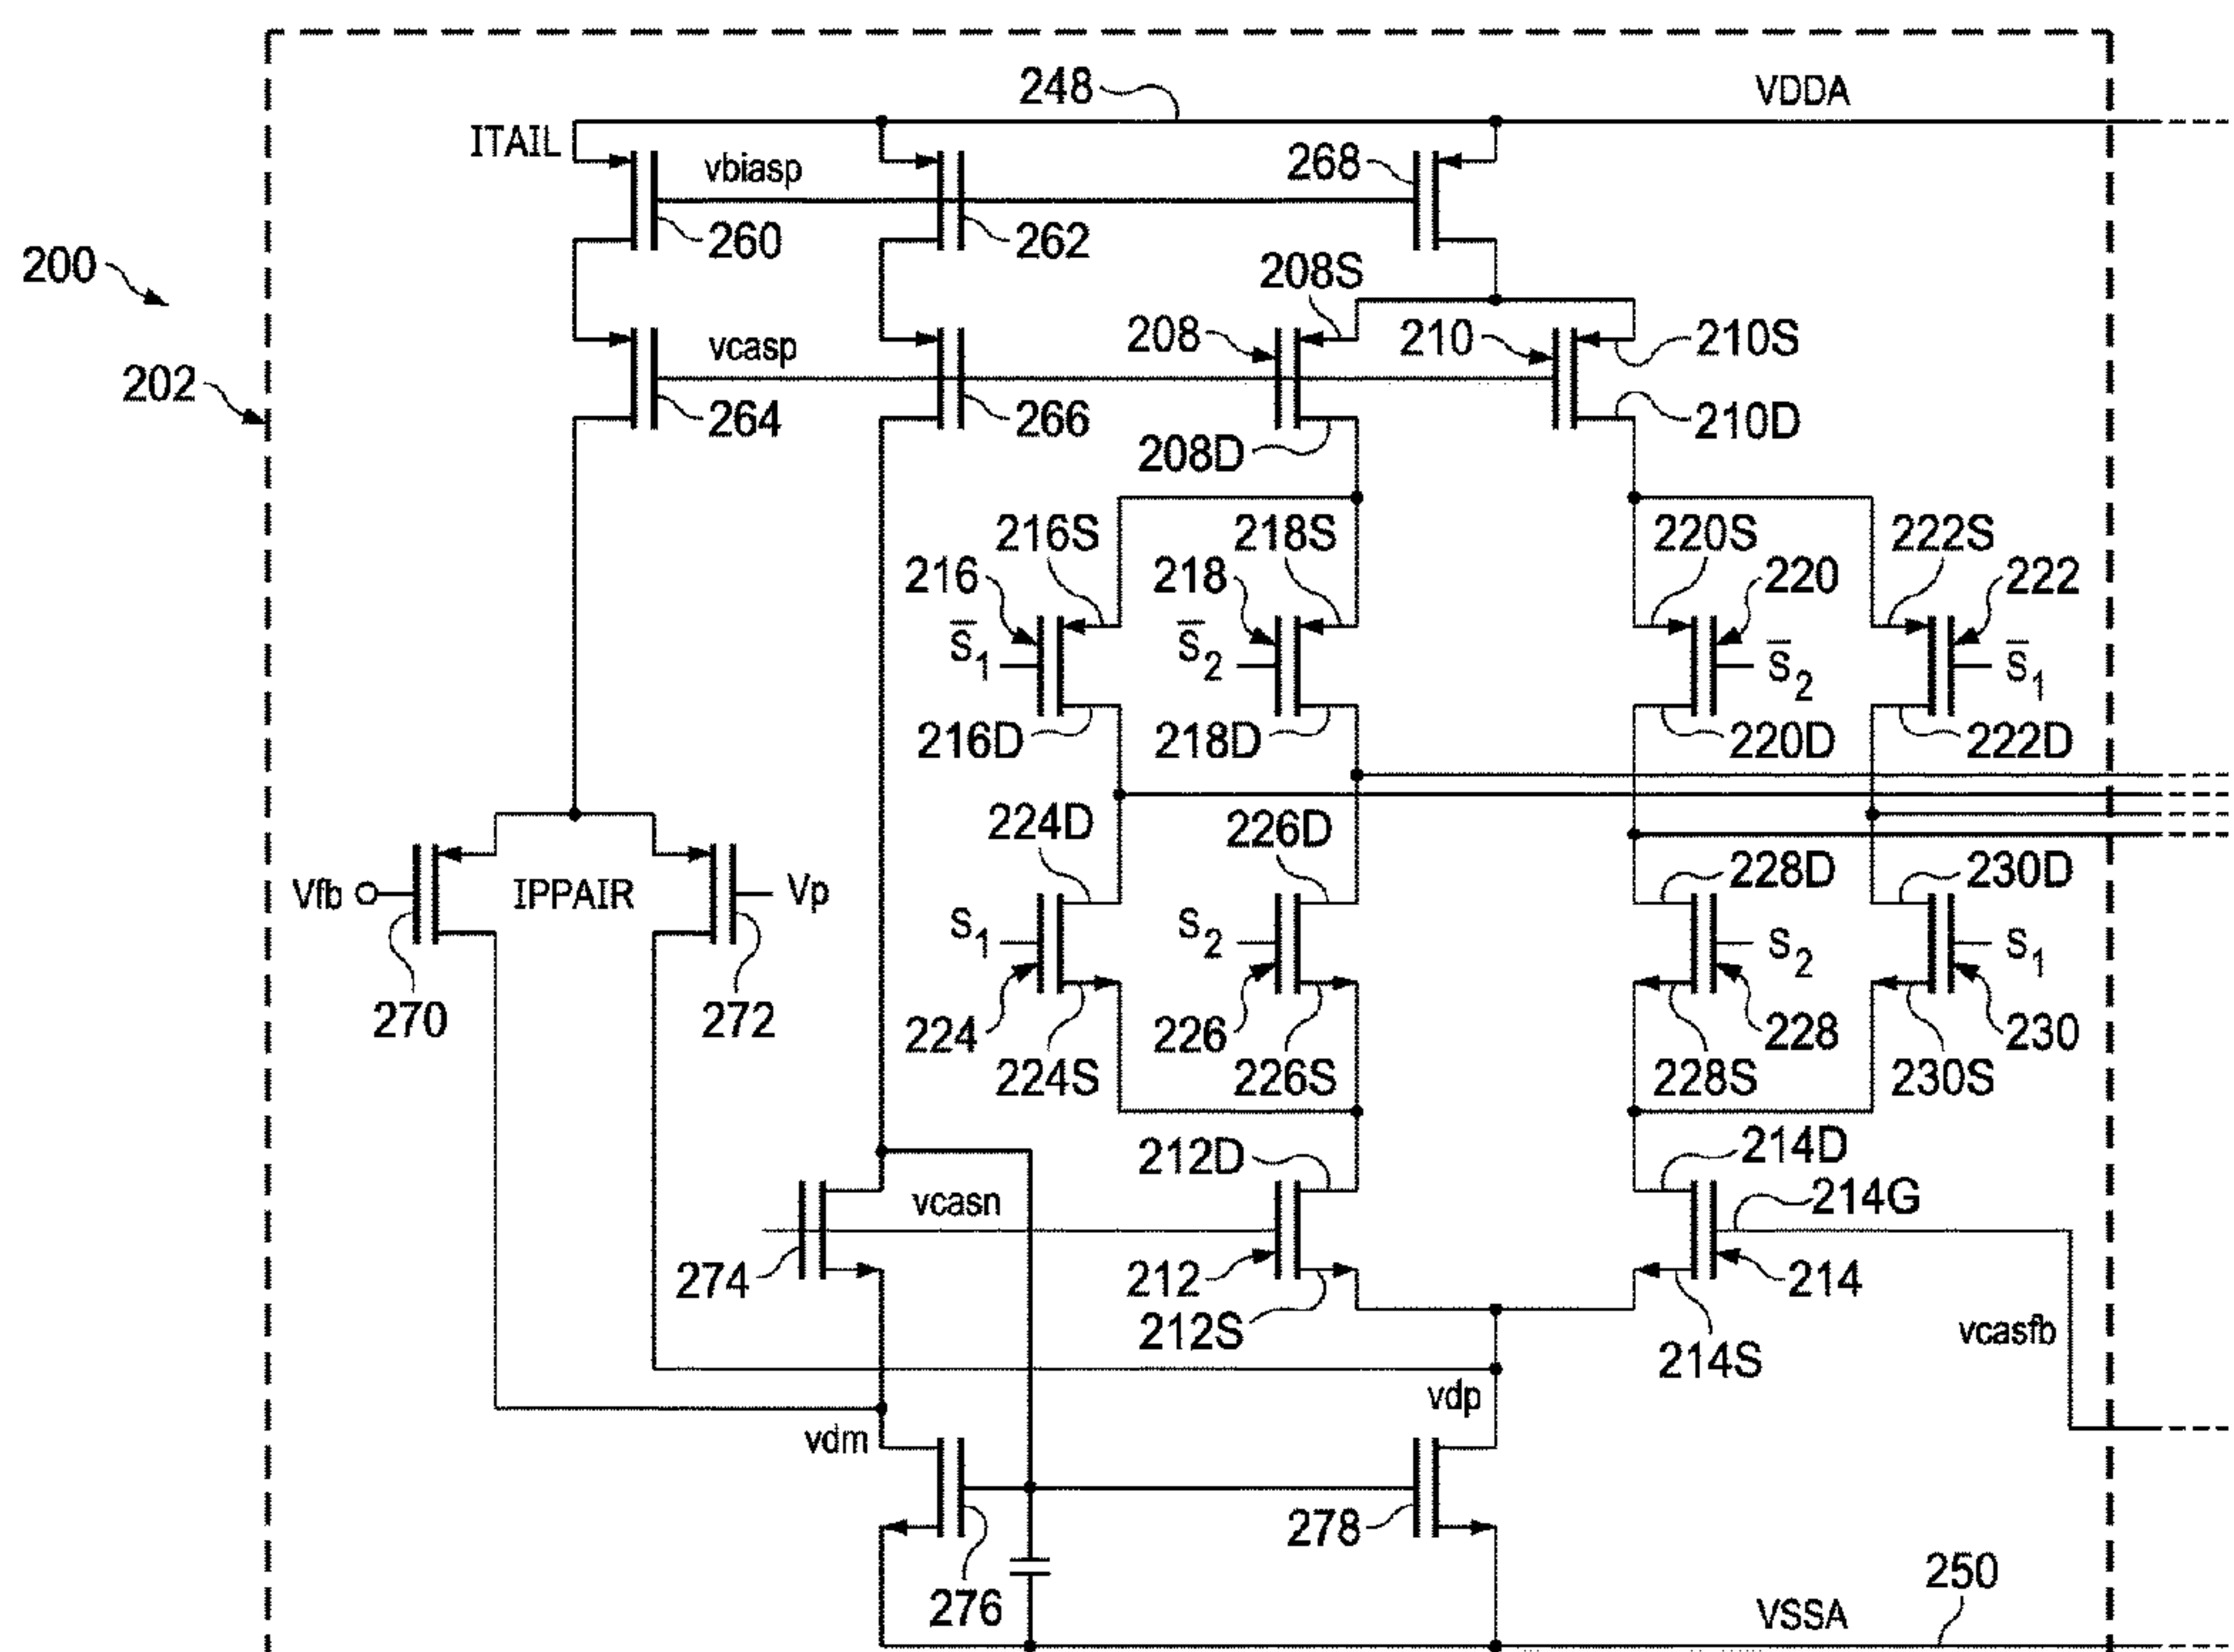 248
VDDA
ITAIL
vbiasp
268
260
262
200
208S
208
210
210S
vcasp
202
264
266
210D
208D
216S
218S
220S
222S
216
218
220
222
S̅1
S̅2
S̅2
S̅1
216D
218D
220D
222D
224D
226D
228D
230D
Vfb
IPPAIR
Vp
S1
S2
S2
S1
270
272
224
226
228
230
224S
226S
228S
230S
212D
214D
vcasn
214G
274
212
214
212S
vcasfb
214S
vdp
vdm
278
276
250
VSSA